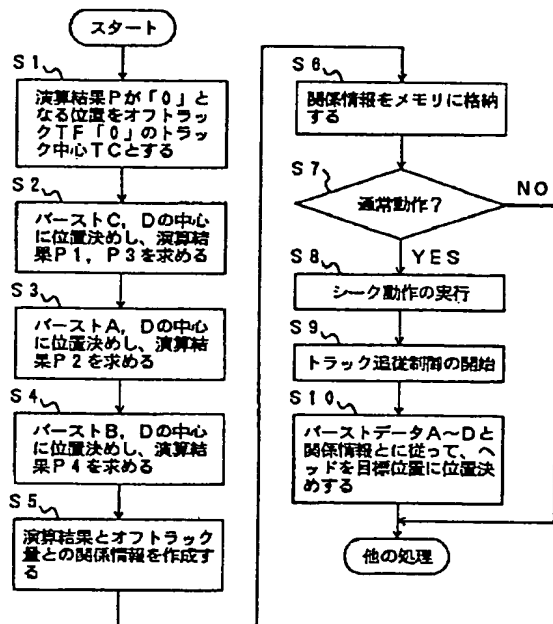 スタート
S1
演算結果Pが「0」と
なる位置をオフトラッ
クTF「0」のトラッ
ク中心TCとする
S2
バーストC,Dの中心
に位置決めし、演算結
果P1,P3を求める
S3
バーストA,Dの中心
に位置決めし、演算結
果P2を求める
S4
バーストB,Dの中心
に位置決めし、演算結
果P4を求める
S5
演算結果とオフトラック
量との関係情報を作成す
る
S6
関係情報をメモリに格納
する
S7
通常動作?
NO
YES
S8
シーク動作の実行
S9
トラック追従制御の開始
S10
バーストデータA~Dと
関係情報とに従って、ヘ
ッドを目標位置に位置決
めする
他の処理